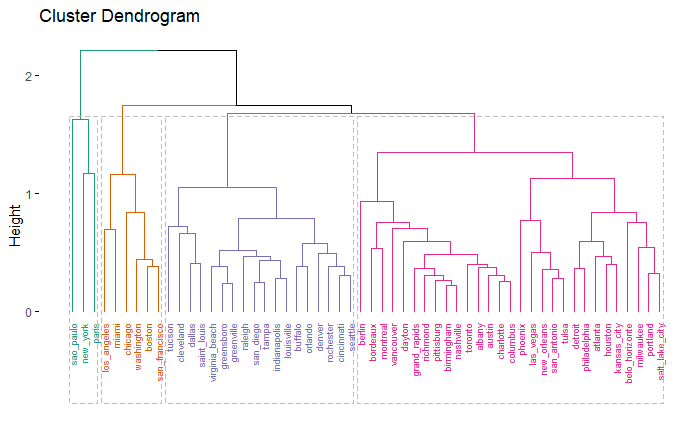 Cluster Dendrogram
2
1
0
Height
sao_paulo
new_york
paris
los_angeles
miami
chicago
washington
boston
san_francisco
tucson
cleveland
dallas
saint_louis
virginia_beach
greensboro
greenville
raleigh
san_diego
tampa
indianapolis
louisville
buffalo
orlando
denver
rochester
cincinnati
seattle
berlin
bordeaux
montreal
vancouver
dayton
grand_rapids
richmond
pittsburg
birmingham
nashville
toronto
albany
austin
charlotte
columbus
phoenix
las_vegas
new_orleans
san_antonio
tulsa
detroit
philadelphia
atlanta
houston
kansas_city
belo_horizonte
milwaukee
portland
salt_lake_city